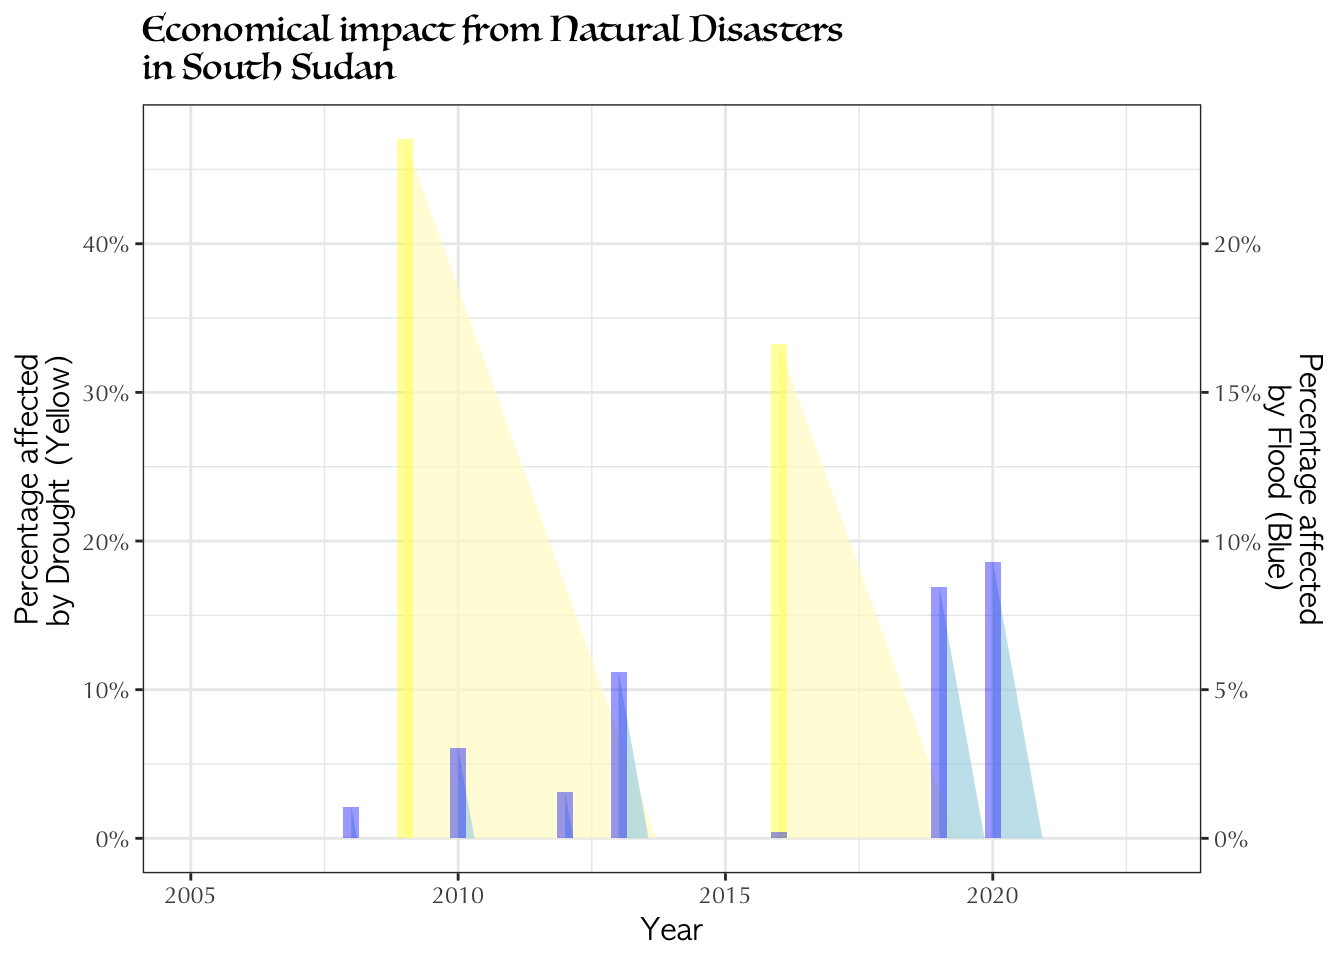 Economical impact from Natural Disasters
in South Sudan
Percentage affected
by Drought (Yellow)
40%
30%
20%
10%
0%
20%
15%
10%
5%
0%
Percentage affected
by Flood (Blue)
2005
2010
2015
2020
Year